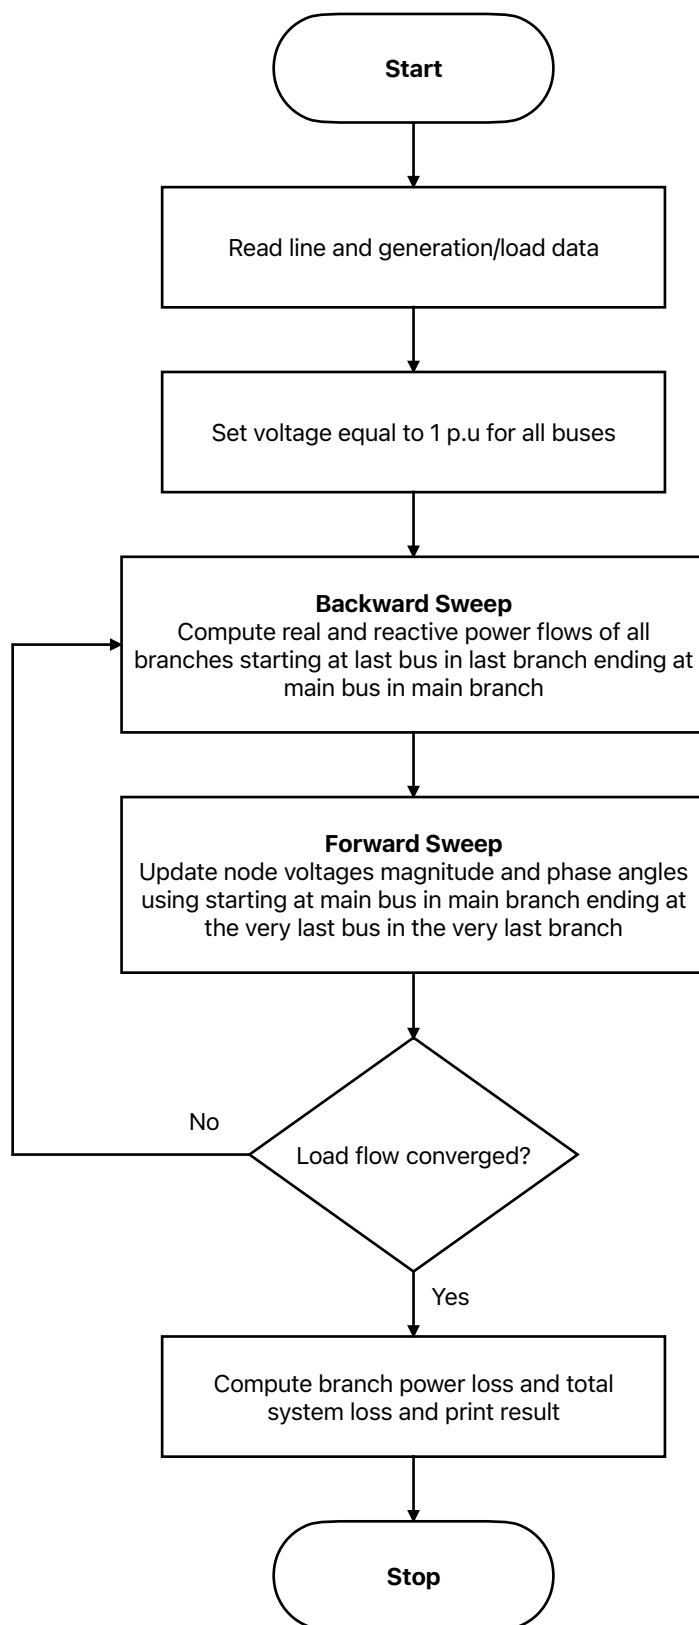 Start
Read line and generation/load data
Set voltage equal to 1 p.u for all buses
Backward Sweep
Compute real and reactive power flows of all
branches starting at last bus in last branch ending at
main bus in main branch
Forward Sweep
Update node voltages magnitude and phase angles
using starting at main bus in main branch ending at
the very last bus in the very last branch
No
Load flow converged?
Yes
Compute branch power loss and total
system loss and print result
Stop